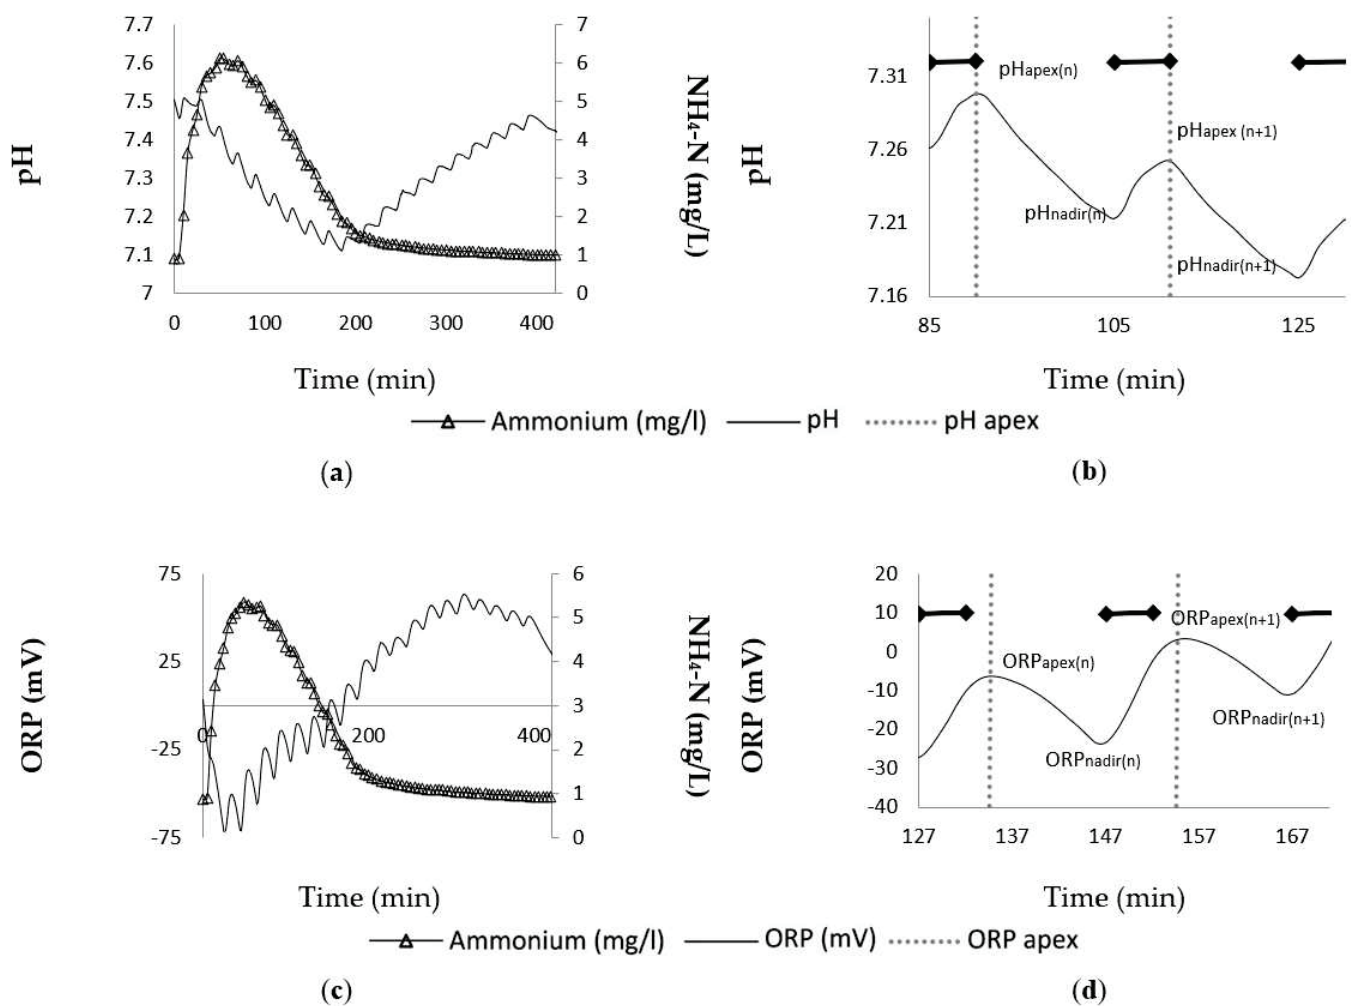 7.7
7.6
7.5
7.4
7.3
7.2
7.1
7
pH
7
6
5
4
3
2
1
0
NH4-N (mg/L)
0 100 200 300 400
Time (min)
pH
7.31
7.26
7.21
7.16
pHapex(n)
pHapex (n+1)
pHnadir(n)
pHnadir(n+1)
85 105 125
Time (min)
Ammonium (mg/l) pH pH apex
(a) (b)
75
25
-25
-75
ORP (mV)
6
5
4
3
2
1
0
NH4-N (mg/L)
0 200 400
Time (min)
ORP (mV)
20
10
0
-10
-20
-30
-40
ORPapex(n+1)
ORPapex(n)
ORPnadir(n+1)
ORPnadir(n)
127 137 147 157 167
Time (min)
Ammonium (mg/l) ORP (mV) ORP apex
(c) (d)